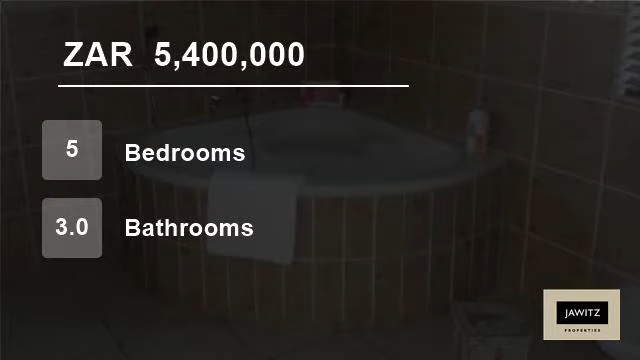 ZAR 5,400,000
5 Bedrooms
3.0 Bathrooms
JAWITZ
PROPERTIES